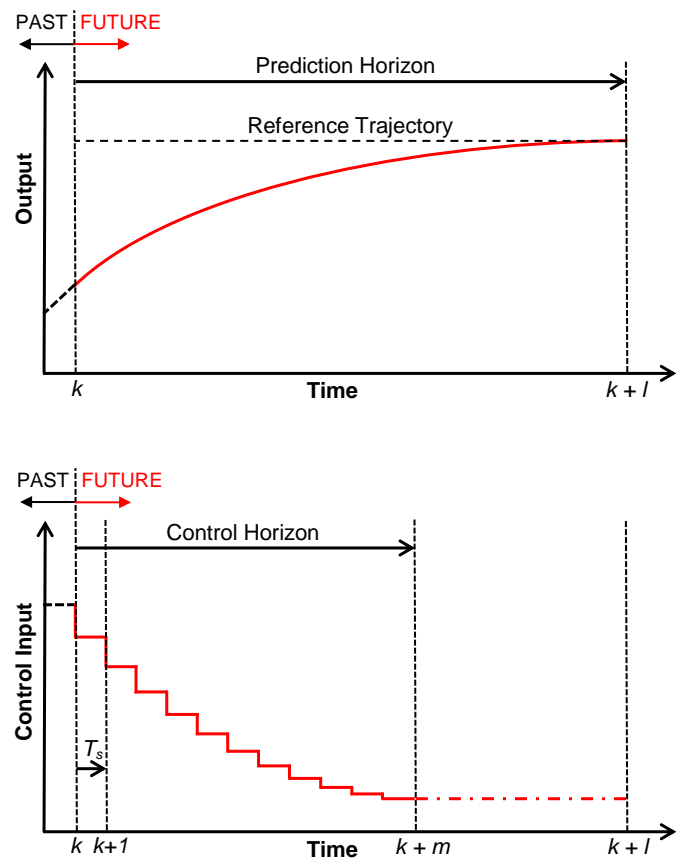 PAST FUTURE
Prediction Horizon
Reference Trajectory
Output
k Time k + l
PAST FUTURE
Control Horizon
Control Input
Ts
k k+1 Time k + m k + l